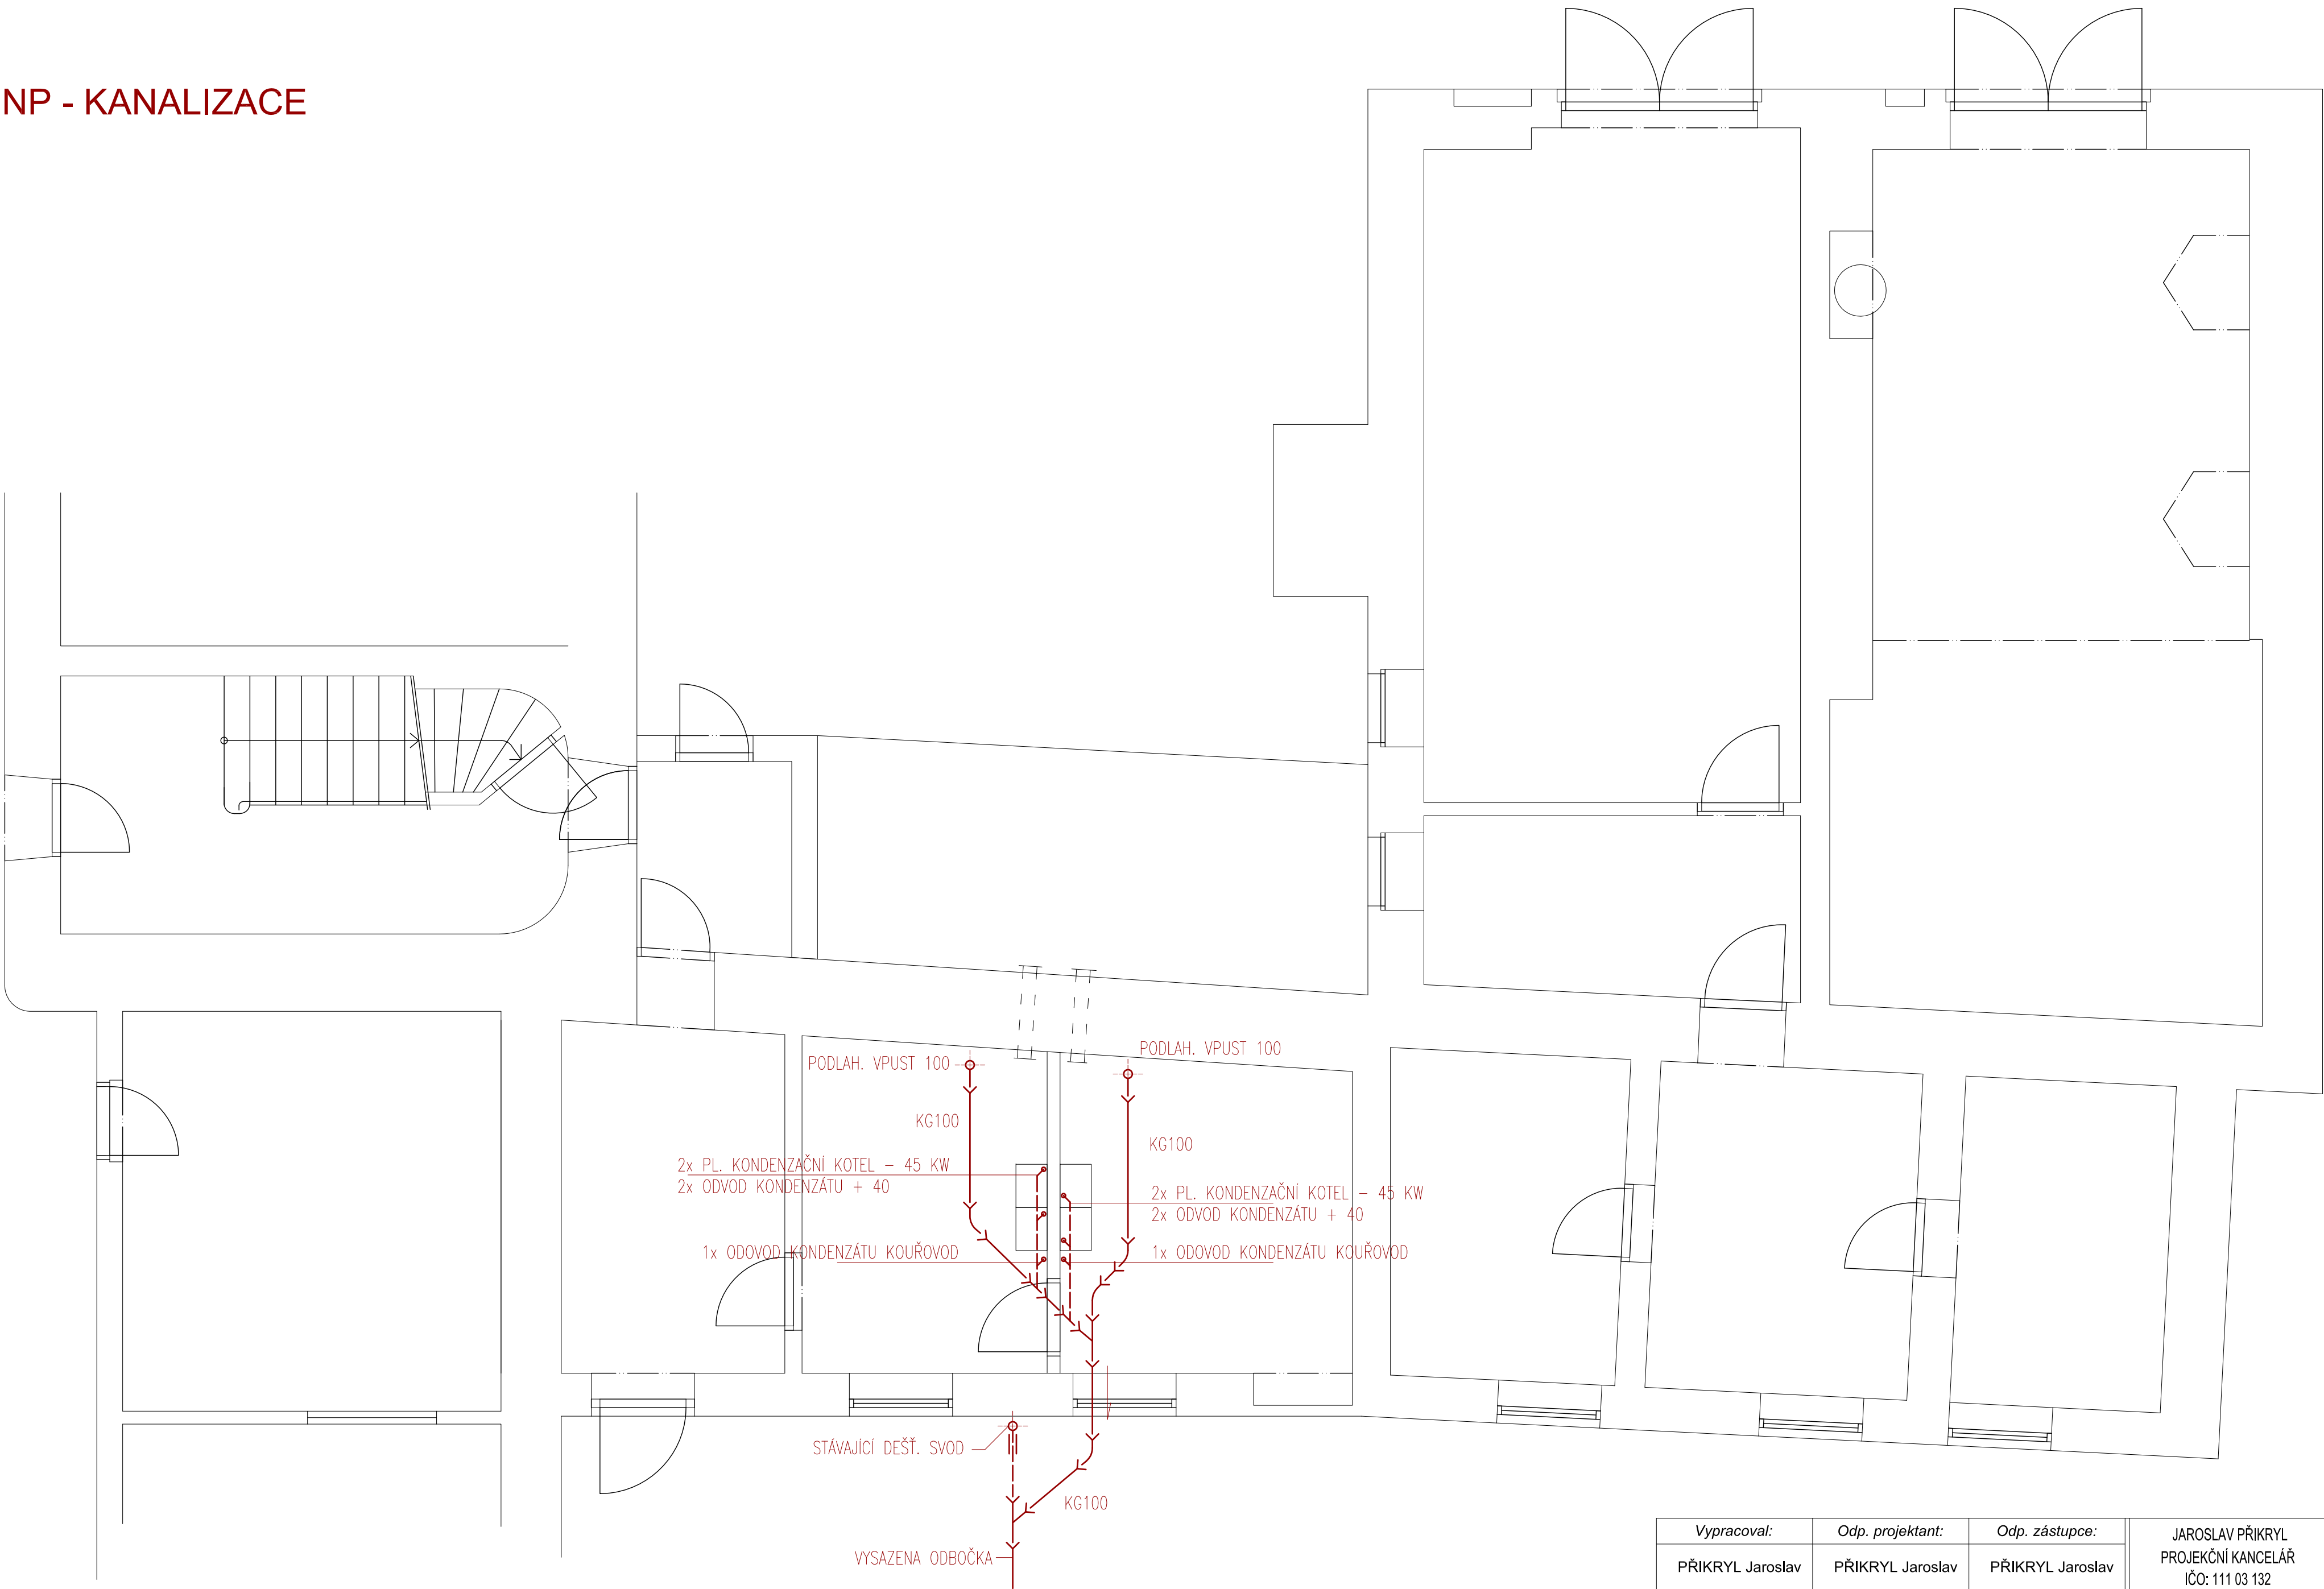 NP - KANALIZACE
PODLAH. VPUST 100
PODLAH. VPUST 100
KG100
KG100
2x PL. KONDENZAČNÍ KOTEL – 45 KW
2x ODVOD KONDENZÁTU + 40
2x PL. KONDENZAČNÍ KOTEL – 45 KW
2x ODVOD KONDENZÁTU + 40
1x ODOVOD KONDENZÁTU KOUŘOVOD
1x ODOVOD KONDENZÁTU KOUŘOVOD
STÁVAJÍCÍ DEŠŤ. SVOD
KG100
VYSAZENA ODBOČKA
Vypracoval: Odp. projektant: Odp. zástupce:
PŘIKRYL Jaroslav PŘIKRYL Jaroslav PŘIKRYL Jaroslav
JAROSLAV PŘIKRYL
PROJEKČNÍ KANCELÁŘ
IČO: 111 03 132